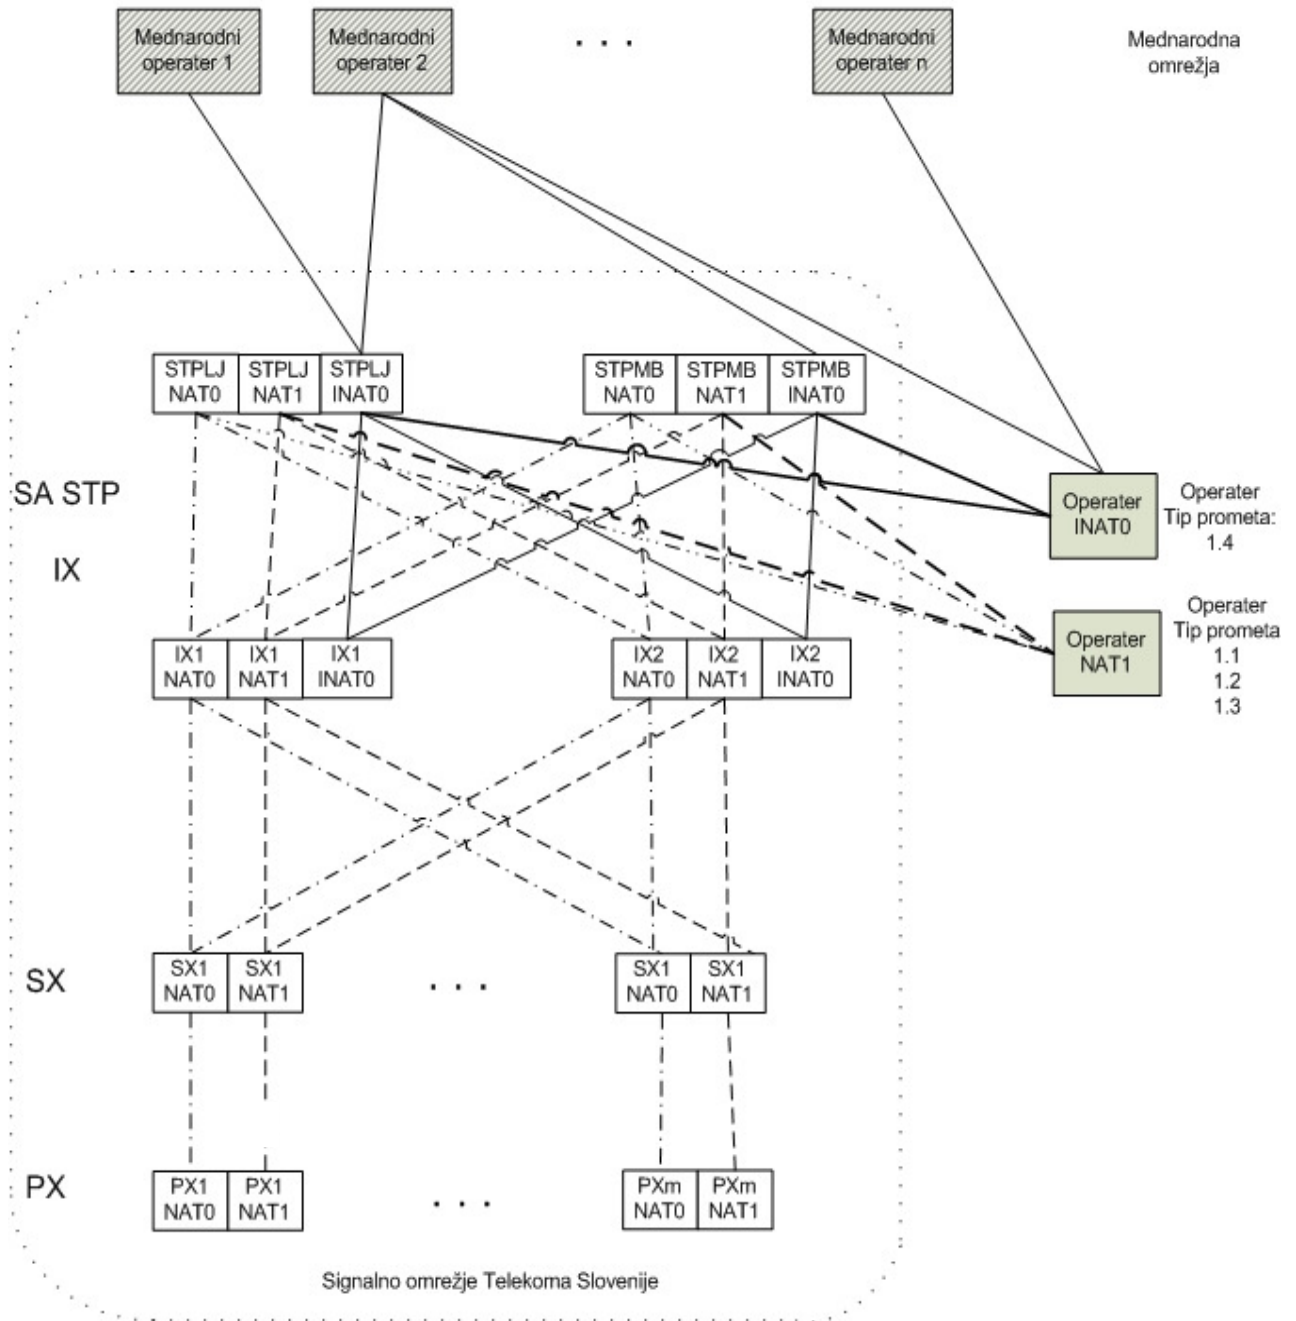 Mednarodni
operater 1
Mednarodni
operater 2
. . .
Mednarodni
operater n
Mednarodna
omrežja
STPLJ
NAT0
STPLJ
NAT1
STPLJ
INAT0
STPMB
NAT0
STPMB
NAT1
STPMB
INAT0
SA STP
IX
Operater
INAT0
Operater
Tip prometa:
1.4
Operater
NAT1
Operater
Tip prometa
1.1
1.2
1.3
IX1
NAT0
IX1
NAT1
IX1
INAT0
IX2
NAT0
IX2
NAT1
IX2
INAT0
SX
SX1
NAT0
SX1
NAT1
. . .
SX1
NAT0
SX1
NAT1
PX
PX1
NAT0
PX1
NAT1
. . .
PXm
NAT0
PXm
NAT1
Signalno omrežje Telekoma Slovenije